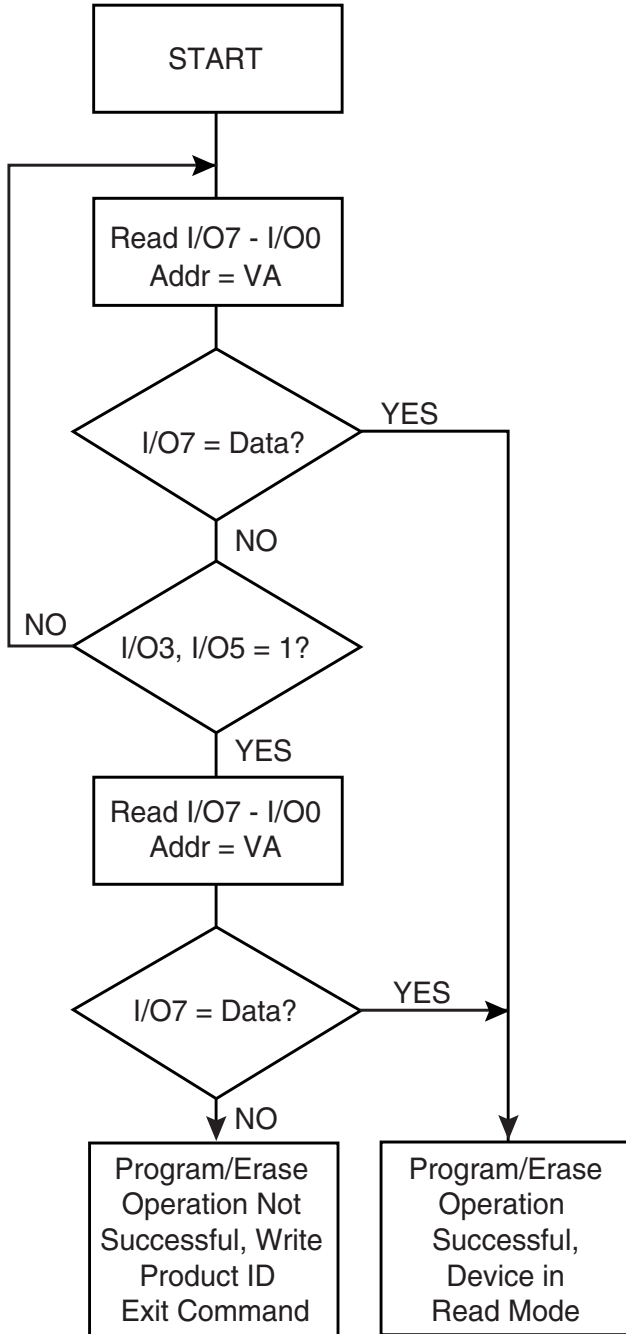 START
Read I/O7 - I/O0
Addr = VA
I/O7 = Data?
YES
NO
NO
I/O3, I/O5 = 1?
YES
Read I/O7 - I/O0
Addr = VA
I/O7 = Data?
YES
NO
Program/Erase
Operation Not
Successful, Write
Product ID
Exit Command
Program/Erase
Operation
Successful,
Device in
Read Mode